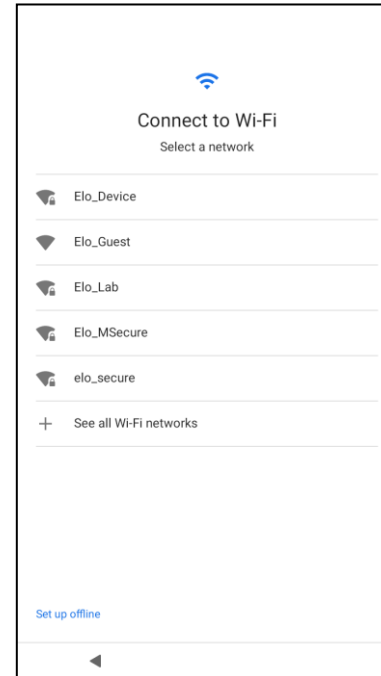 Connect to Wi-Fi
Select a network
Elo_Device
Elo_Guest
Elo_Lab
Elo_MSecure
elo_secure
See all Wi-Fi networks
Set up offline